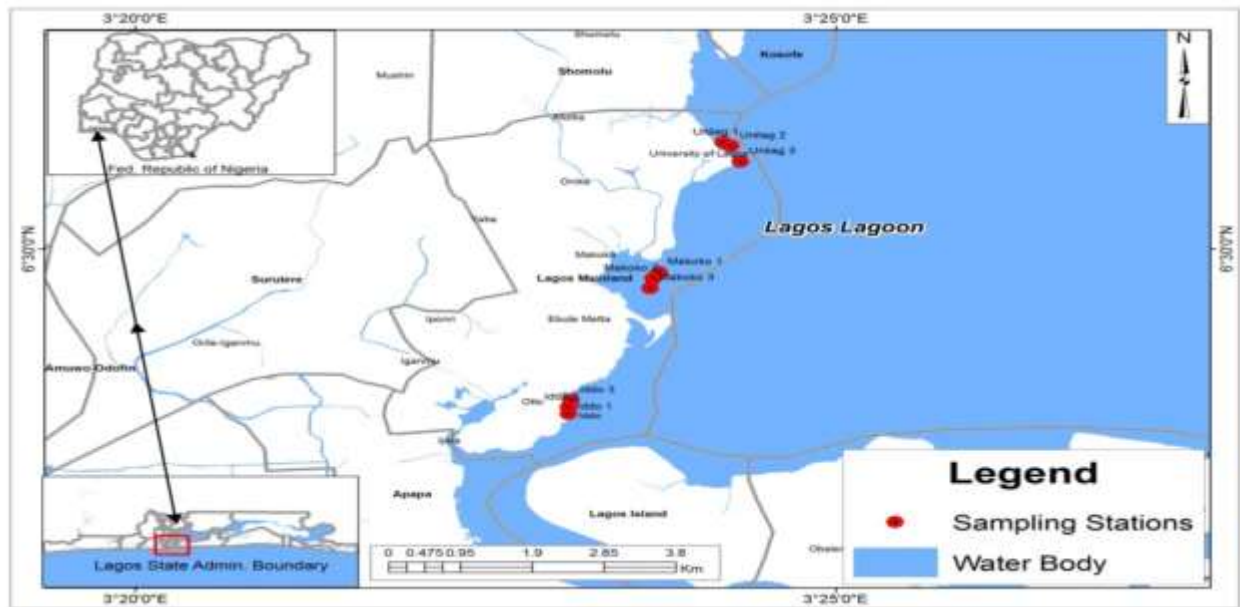 3°20'0"E
3°25'0"E
N
Fed. Republic of Nigeria
Shomolu
Mushin
Shomolu
Kosofe
Unilag 1
Unilag 2
University of Lagos
Unilag 3
Yaba
Lagos Lagoon
6°30'0"N
6°30'0"N
Makoko 1
Makoko
Lagos Mainland
Makoko 3
Surulere
Iponri
Ebute Metta
Iganmu
Amuwo Odofin
Otto
Iddo 3
Iddo 1
Apapa
Lagos Island
Lagos State Admin. Boundary
0 0.475 0.95 1.9 2.85 3.8
Km
Legend
Sampling Stations
Water Body
3°20'0"E
3°25'0"E